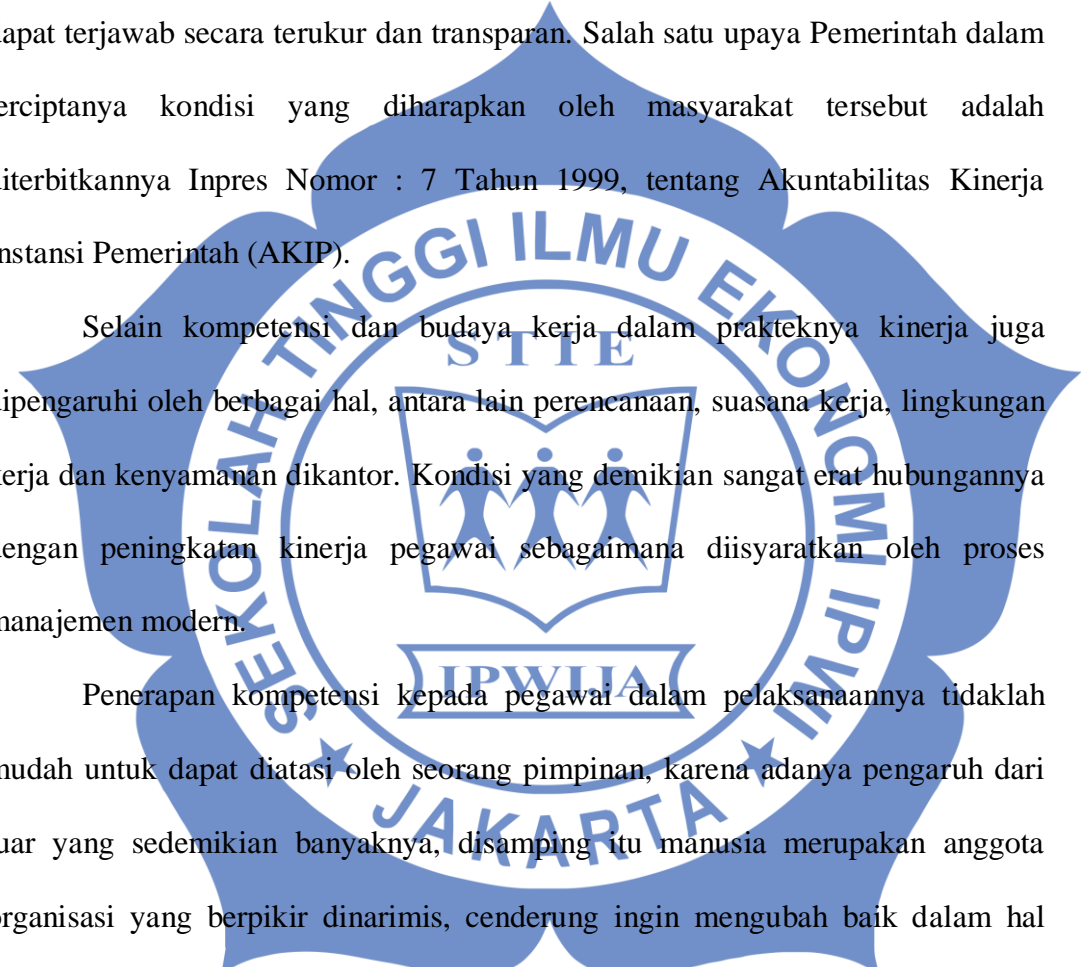 dapat terjawab secara terukur dan transparan. Salah satu upaya Pemerintah dalam
terciptanya kondisi yang diharapkan oleh masyarakat tersebut adalah
diterbitkannya Inpres Nomor : 7 Tahun 1999, tentang Akuntabilitas Kinerja
Instansi Pemerintah (AKIP).
Selain kompetensi dan budaya kerja dalam prakteknya kinerja juga
dipengaruhi oleh berbagai hal, antara lain perencanaan, suasana kerja, lingkungan
kerja dan kenyamanan dikantor. Kondisi yang demikian sangat erat hubungannya
dengan peningkatan kinerja pegawai sebagaimana diisyaratkan oleh proses
manajemen modern.
Penerapan kompetensi kepada pegawai dalam pelaksanaannya tidaklah
mudah untuk dapat diatasi oleh seorang pimpinan, karena adanya pengaruh dari
luar yang sedemikian banyaknya, disamping itu manusia merupakan anggota
organisasi yang berpikir dinarimis, cenderung ingin mengubah baik dalam hal
SEKOLAH TINGGI ILMU EKONOMI IPWI
STIE
IPWIJA
★ JAKARTA ★